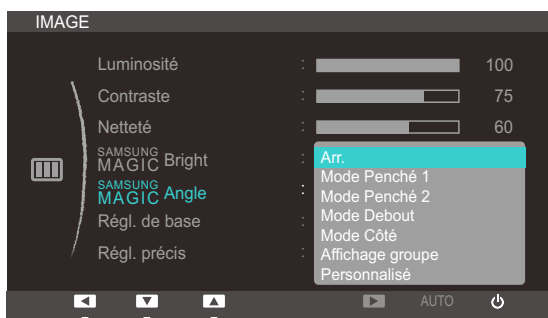 IMAGE
Luminosité : 100
Contraste : 75
Netteté : 60
SAMSUNG MAGIC Bright :
SAMSUNG MAGIC Angle :
Régl. de base :
Régl. précis :
Arr.
Mode Penché 1
Mode Penché 2
Mode Debout
Mode Côté
Affichage groupe
Personnalisé
AUTO